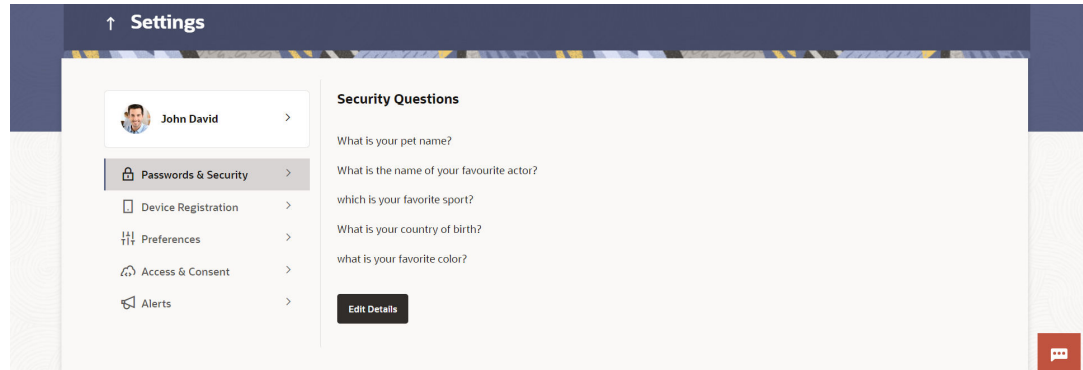 Settings
John David
Passwords & Security
Device Registration
Preferences
Access & Consent
Alerts
Security Questions
What is your pet name?
What is the name of your favourite actor?
which is your favorite sport?
What is your country of birth?
what is your favorite color?
Edit Details